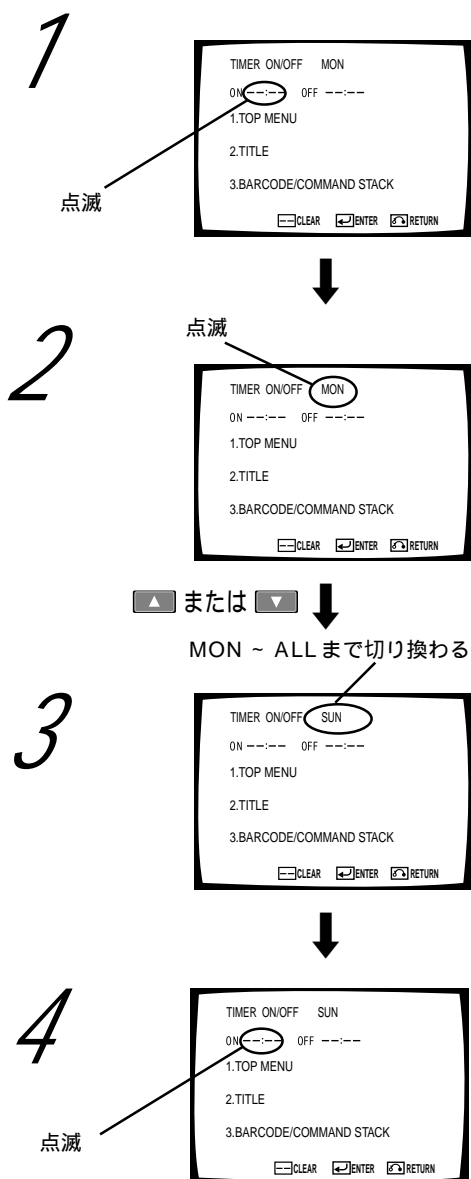 1
TIMER ON/OFF MON
ON --:-- OFF --:--
1.TOP MENU
2.TITLE
3.BARCODE/COMMAND STACK
--CLEAR ENTER RETURN
点滅
2
点滅
TIMER ON/OFF MON
ON --:-- OFF --:--
1.TOP MENU
2.TITLE
3.BARCODE/COMMAND STACK
--CLEAR ENTER RETURN
▲ または ▼
MON ~ ALL まで切り換わる
3
TIMER ON/OFF SUN
ON --:-- OFF --:--
1.TOP MENU
2.TITLE
3.BARCODE/COMMAND STACK
--CLEAR ENTER RETURN
4
TIMER ON/OFF SUN
ON --:-- OFF --:--
1.TOP MENU
2.TITLE
3.BARCODE/COMMAND STACK
点滅
--CLEAR ENTER RETURN